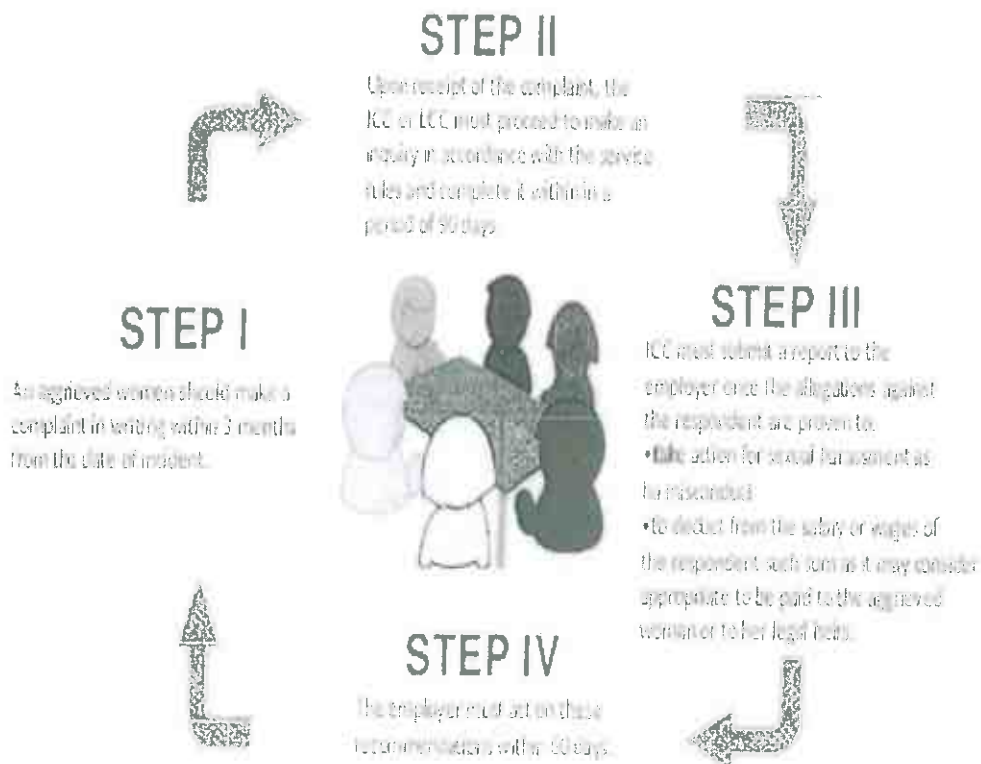 STEP II
Upon receipt of the complaint, the
ICC or LCC must proceed to make an
inquiry in accordance with the service
rules and complete it within in a
period of 90 days
STEP I
An aggrieved women should make a
complaint in writing within 3 months
from the date of incident.
STEP III
ICC must submit a report to the
employer once the allegations against
the respondent are proven to.
•take action for sexual harassment as
misconduct
•to deduct from the salary or wages of
the respondent such sum as it may consider
appropriate to be paid to the aggrieved
woman or to her legal heirs.
STEP IV
The employer must act on these
recommendations within 60 days.